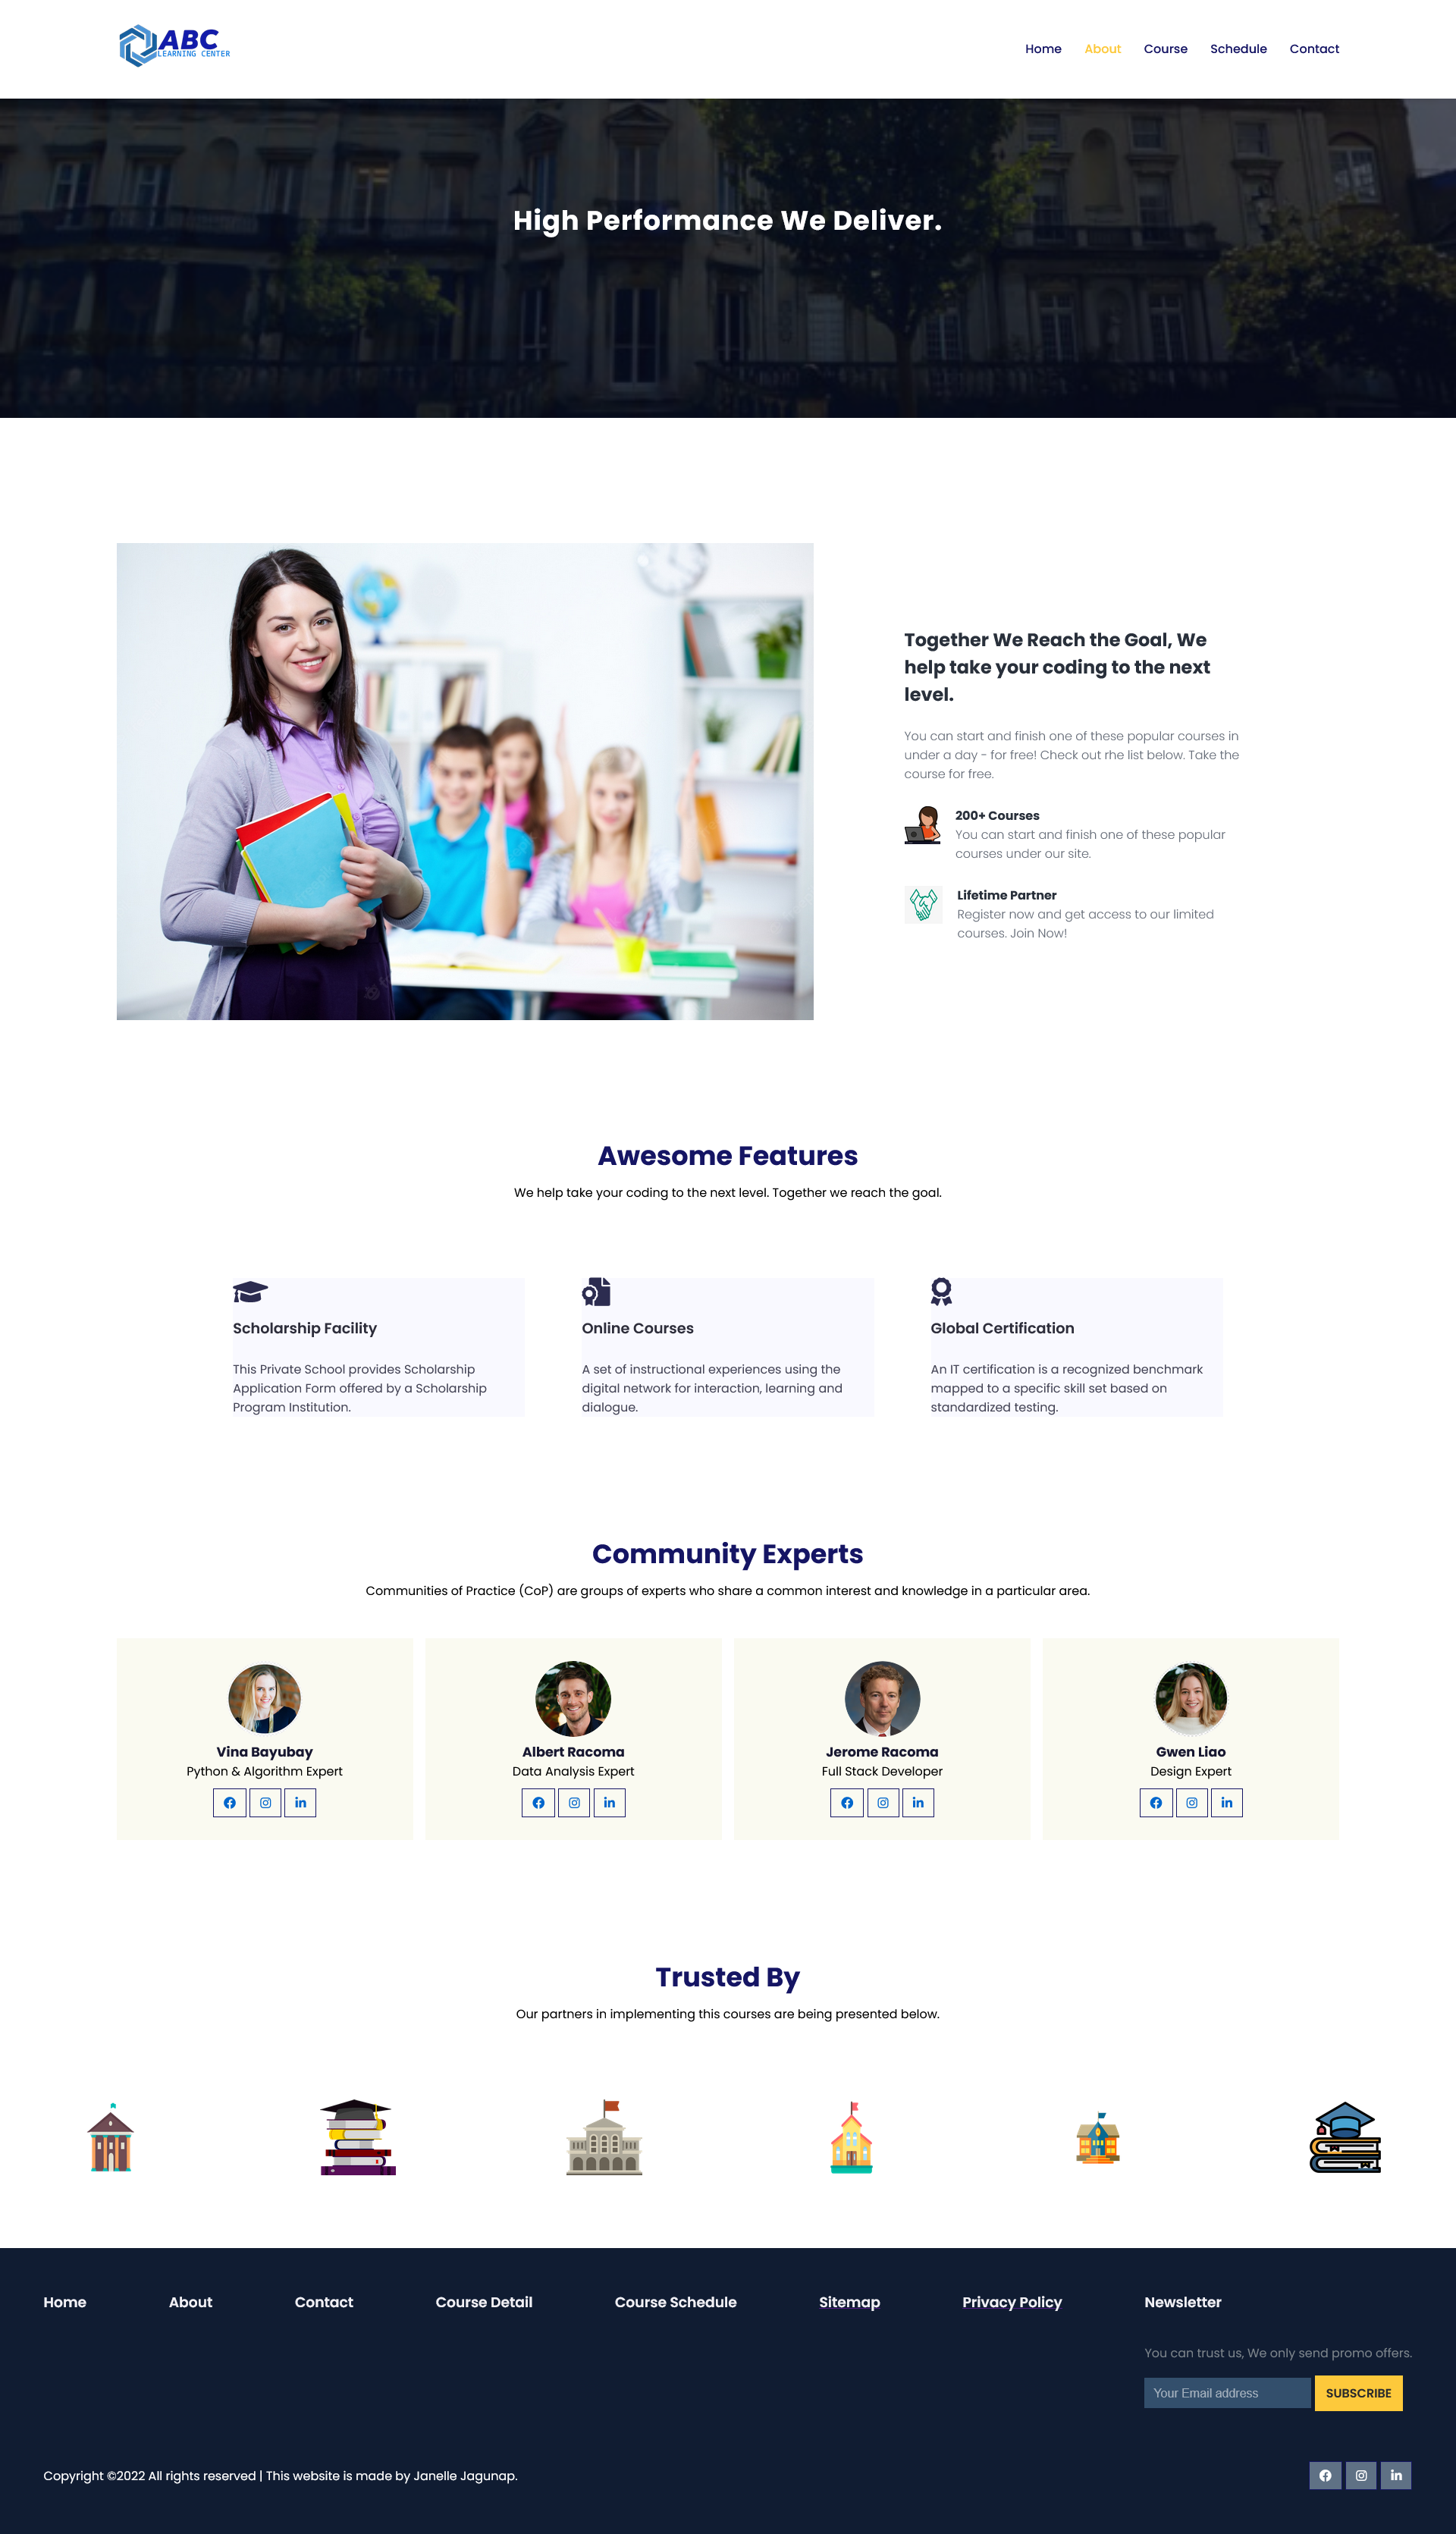 ABC
LEARNING CENTER
Home About Course Schedule Contact
High Performance We Deliver.
Together We Reach the Goal, We
help take your coding to the next
level.
You can start and finish one of these popular courses in
under a day - for free! Check out rhe list below. Take the
course for free.
200+ Courses
You can start and finish one of these popular
courses under our site.
Lifetime Partner
Register now and get access to our limited
courses. Join Now!
Awesome Features
We help take your coding to the next level. Together we reach the goal.
Scholarship Facility
This Private School provides Scholarship
Application Form offered by a Scholarship
Program Institution.
Online Courses
A set of instructional experiences using the
digital network for interaction, learning and
dialogue.
Global Certification
An IT certification is a recognized benchmark
mapped to a specific skill set based on
standardized testing.
Community Experts
Communities of Practice (CoP) are groups of experts who share a common interest and knowledge in a particular area.
Vina Bayubay
Python & Algorithm Expert
Albert Racoma
Data Analysis Expert
Jerome Racoma
Full Stack Developer
Gwen Liao
Design Expert
Trusted By
Our partners in implementing this courses are being presented below.
Home About Contact Course Detail Course Schedule Sitemap Privacy Policy Newsletter
You can trust us, We only send promo offers.
Your Email address SUBSCRIBE
Copyright ©2022 All rights reserved | This website is made by Janelle Jagunap.